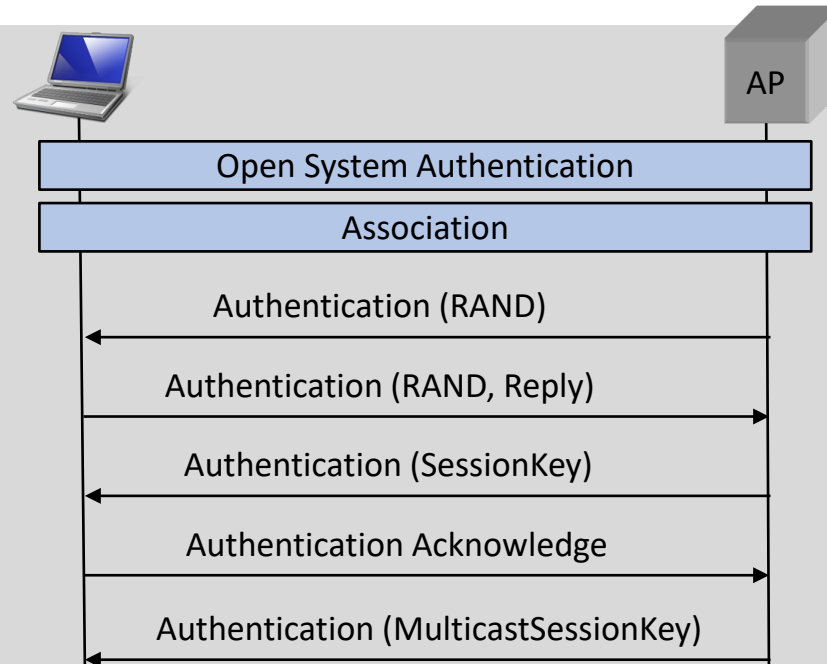 AP
Open System Authentication
Association
Authentication (RAND)
Authentication (RAND, Reply)
Authentication (SessionKey)
Authentication Acknowledge
Authentication (MulticastSessionKey)